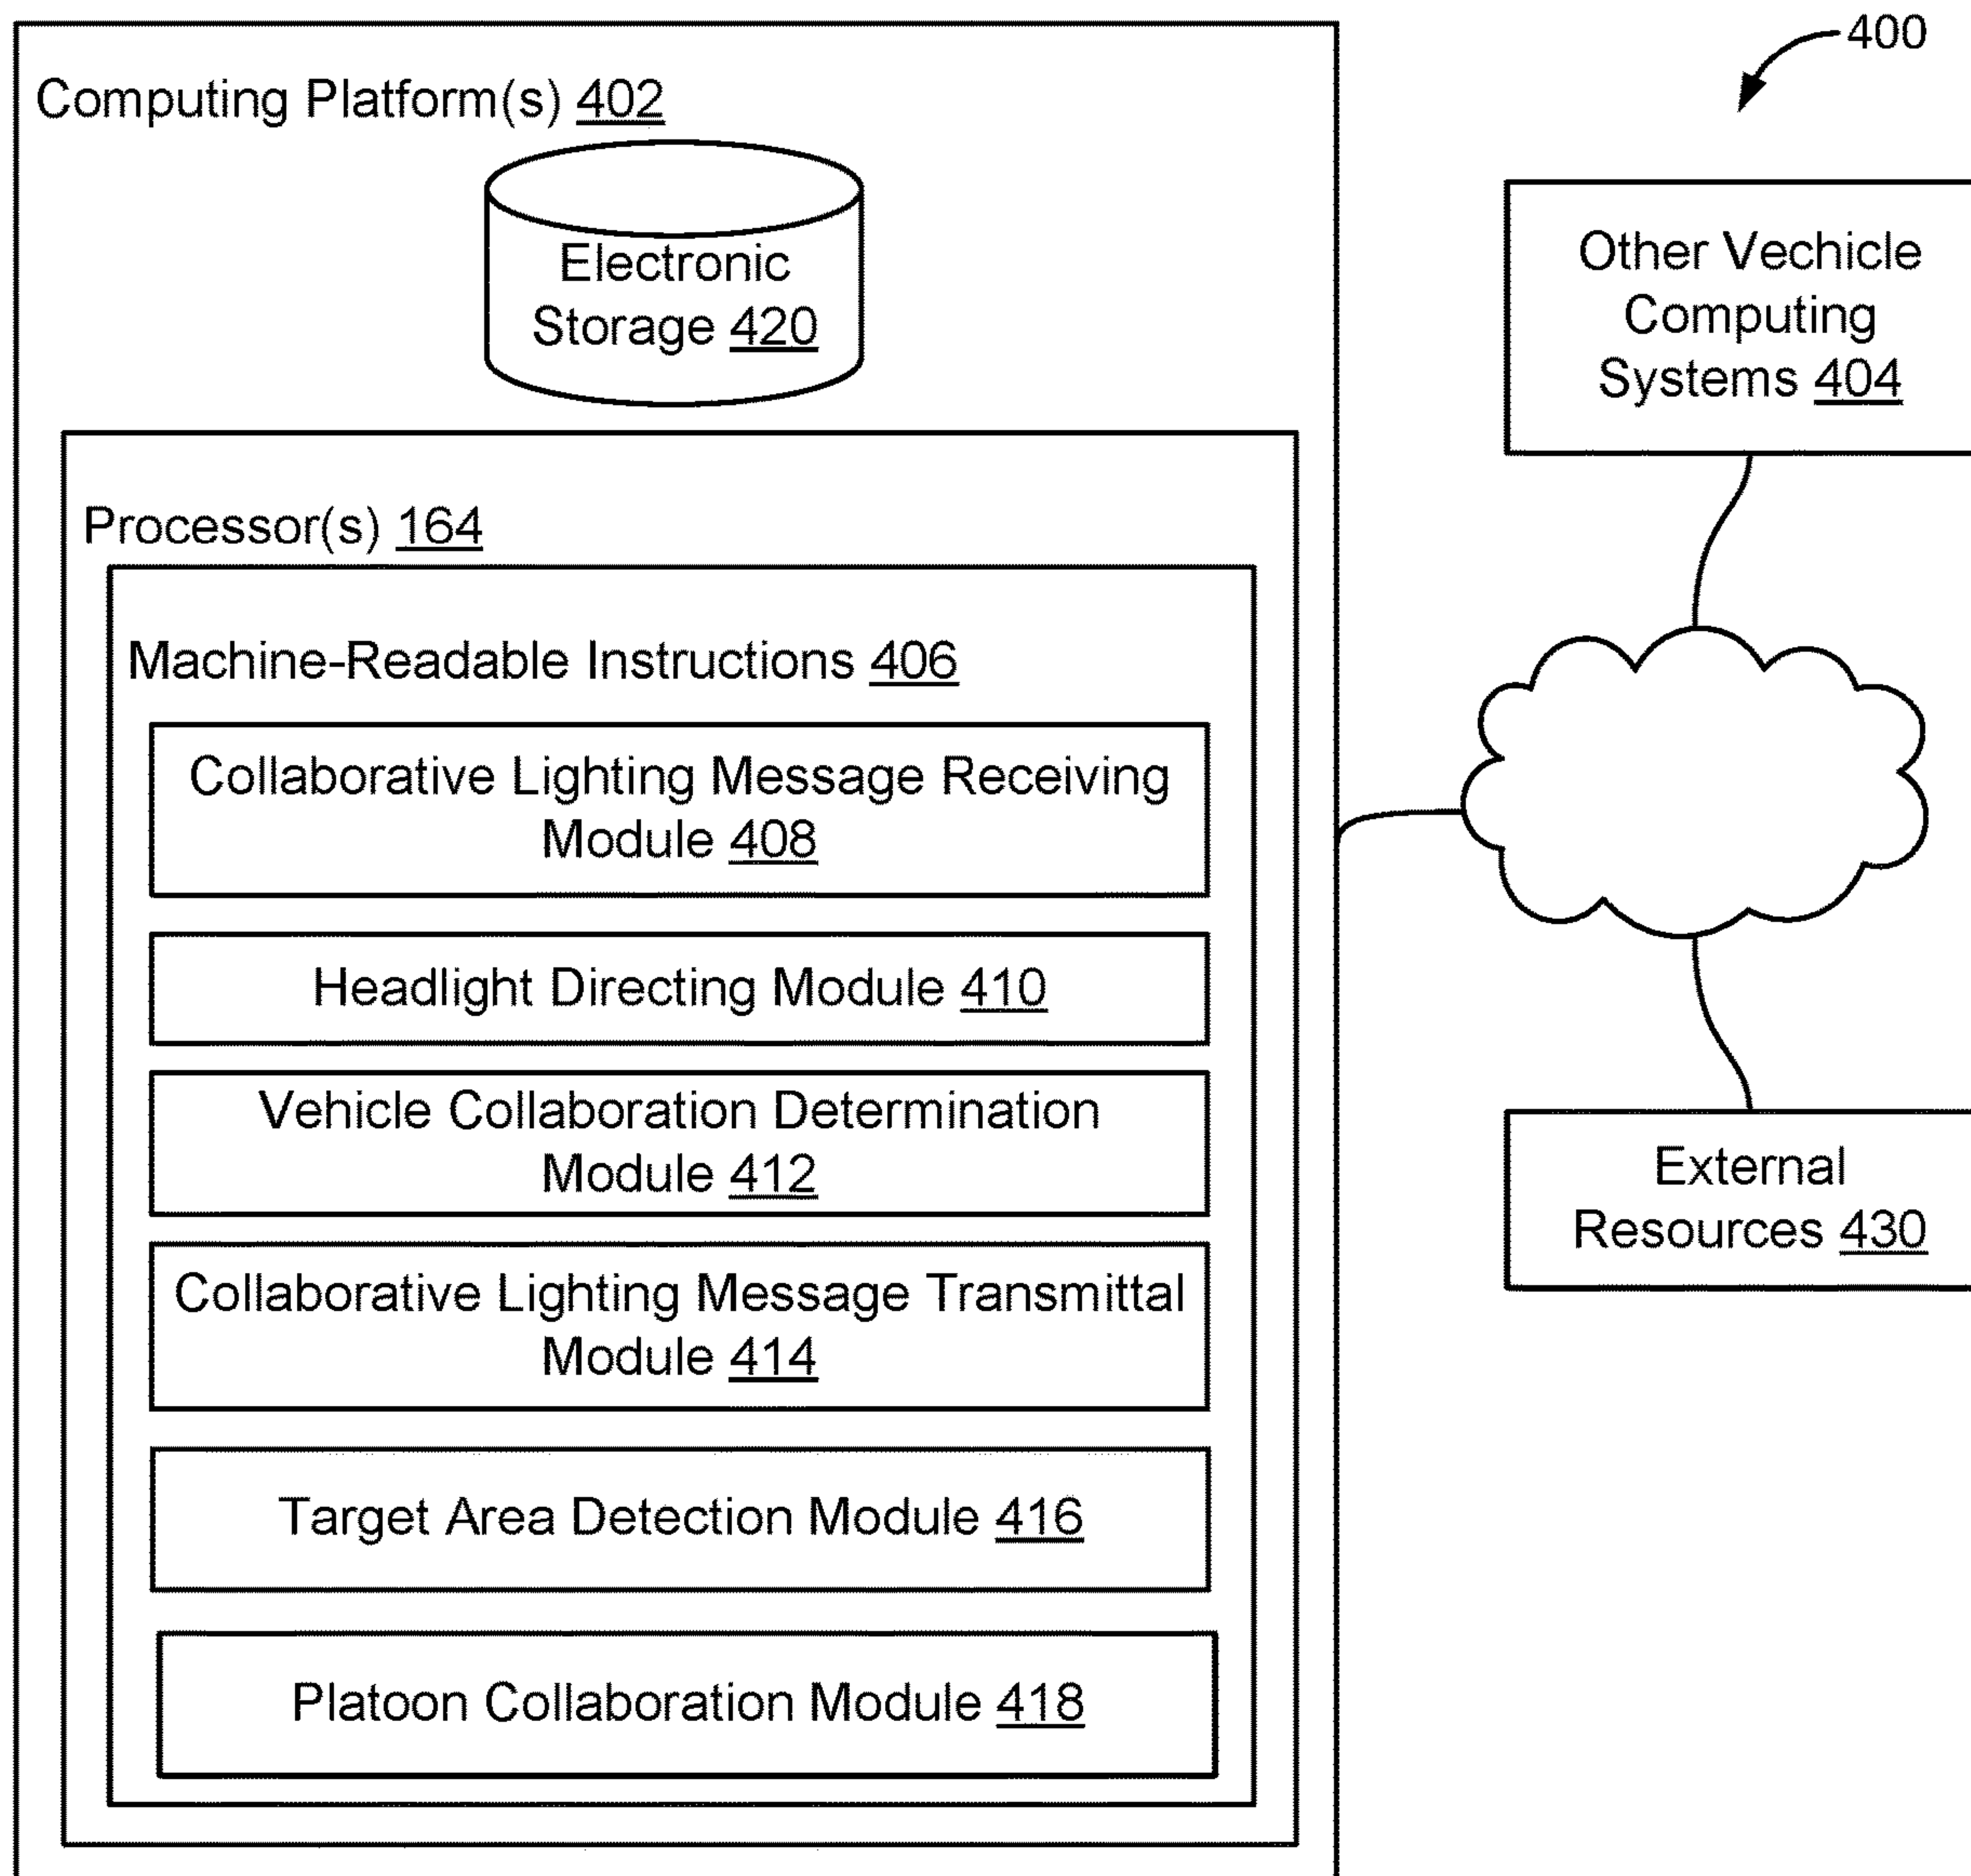 400
Computing Platform(s) 402
Electronic
Storage 420
Processor(s) 164
Machine-Readable Instructions 406
Collaborative Lighting Message Receiving
Module 408
Headlight Directing Module 410
Vehicle Collaboration Determination
Module 412
Collaborative Lighting Message Transmittal
Module 414
Target Area Detection Module 416
Platoon Collaboration Module 418
Other Vechicle
Computing
Systems 404
External
Resources 430